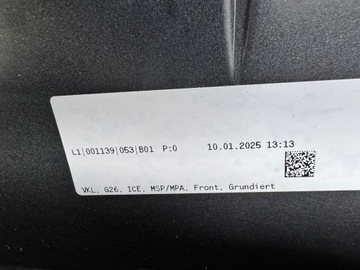 L1|001139|053|B01 P:0 10.01.2025 13:13
VKL, G26, ICE, MSP/MPA, Front, Grundiert